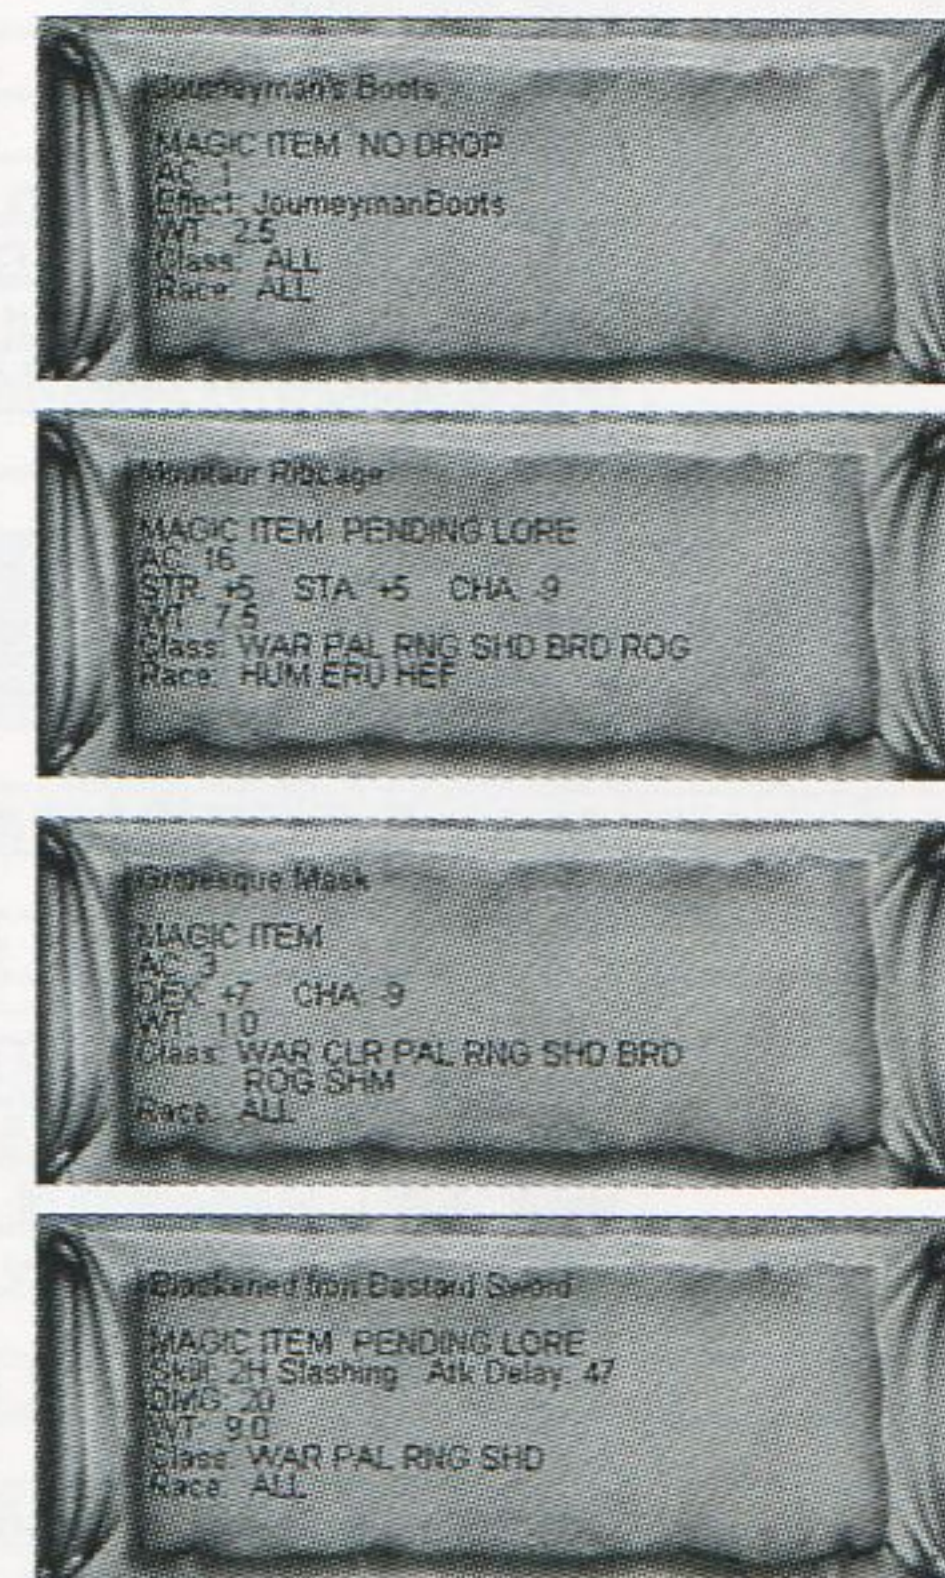 Journeyman's Boots
MAGIC ITEM NO DROP
AC: 1
Effect: JourneymanBoots
WT: 2.5
Class: ALL
Race: ALL
Mountaur Ribcage
MAGIC ITEM PENDING LORE
AC: 16
STR: +5 STA: +5 CHA: -9
WT: 7.5
Class: WAR PAL RNG SHD BRD ROG
Race: HUM ERU HEF
Grotesque Mask
MAGIC ITEM
AC: 3
DEX: +7 CHA: -9
WT: 1.0
Class: WAR CLR PAL RNG SHD BRD
ROG SHM
Race: ALL
Blackened Iron Bastard Sword
MAGIC ITEM PENDING LORE
Skill: 2H Slashing Atk Delay: 47
DMG: 20
WT: 9.0
Class: WAR PAL RNG SHD
Race: ALL